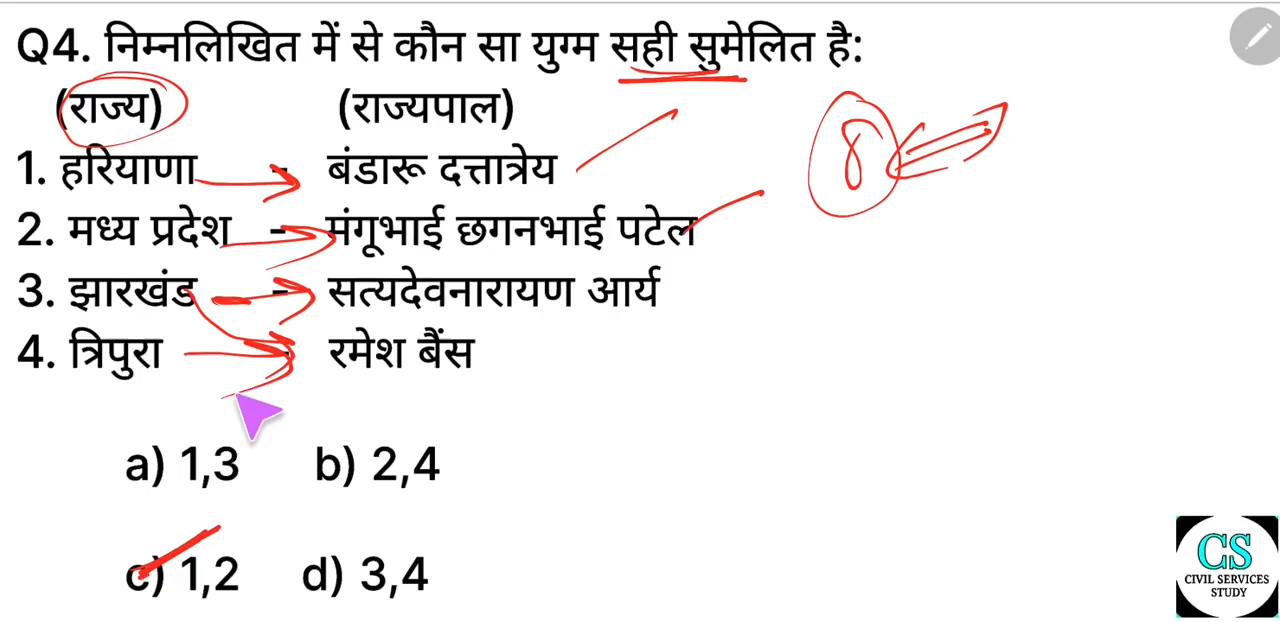 Q4. निम्नलिखित में से कौन सा युग्म सही सुमेलित है:
(राज्य) (राज्यपाल)
1. हरियाणा - बंडारू दत्तात्रेय
2. मध्य प्रदेश - मंगूभाई छगनभाई पटेल
3. झारखंड - सत्यदेवनारायण आर्य
4. त्रिपुरा - रमेश बैंस
a) 1,3 b) 2,4
c) 1,2 d) 3,4
8
CS
CIVIL SERVICES
STUDY